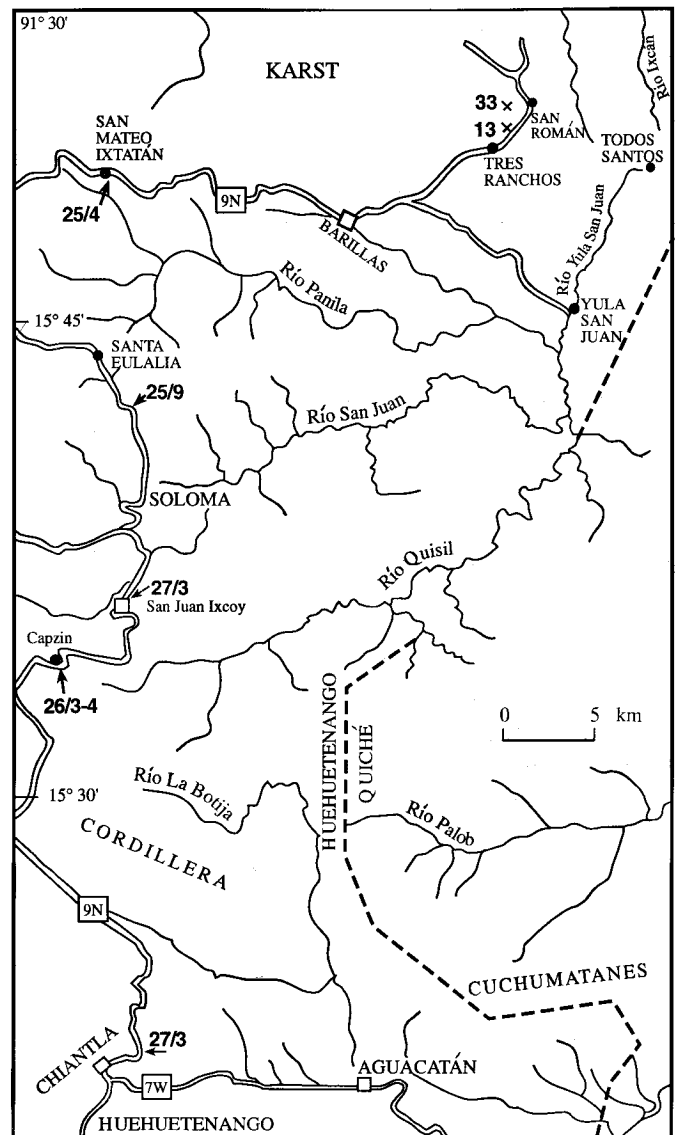 91° 30'
KARST
Río Ixcán
33
13
SAN
ROMÁN
SAN
MATEO
IXTATÁN
TODOS
SANTOS
TRES
RANCHOS
25/4
9N
BARILLAS
Río Yula San Juan
Río Panila
15° 45'
YULA
SAN
JUAN
SANTA
EULALIA
25/9
Río San Juan
SOLOMA
Río Quisil
27/3
San Juan Ixcoy
Capzin
26/3-4
HUEHUETENANGO
QUICHÉ
0 5 km
Río La Botija
15° 30'
Río Palob
CORDILLERA
9N
CUCHUMATANES
27/3
CHIANTLA
AGUACATÁN
7W
HUEHUETENANGO